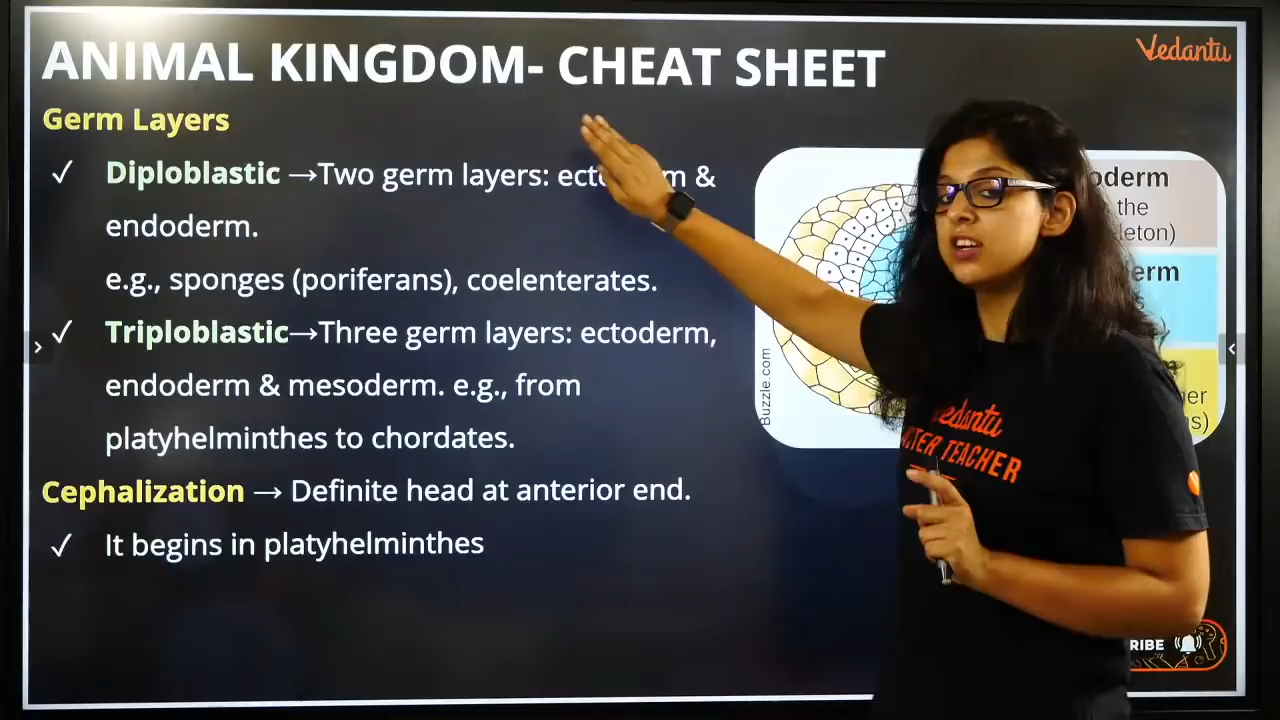 ANIMAL KINGDOM- CHEAT SHEET
Vedantu
Germ Layers
✓ Diploblastic →Two germ layers: &
endoderm.
e.g., sponges (poriferans), coelenterates.
✓ Triploblastic→Three germ layers: ectoderm,
endoderm & mesoderm. e.g., from
platyhelminthes to chordates.
Cephalization → Definite head at anterior end.
✓ It begins in platyhelminthes
Buzzle.com
the
Vedantu
TEACHER